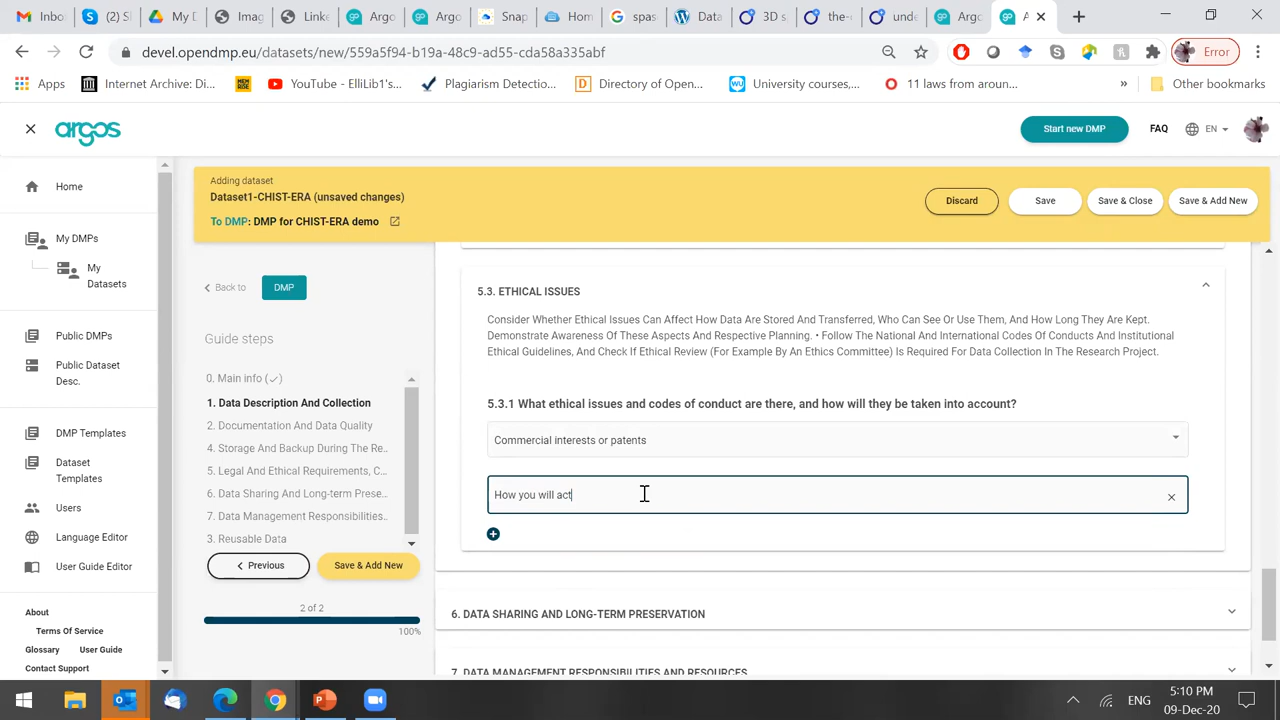 Inbo
S (
My D
Imag
Linke
Argo
Argo
Snap
Hom
spas
Data
3D s
the-
unda
Argo
A
devel.opendmp.eu/datasets/new/559a5f94-b19a-48c9-ad55-cda58a335abf
Error
Apps
Internet Archive: Di...
YouTube - ElliLib1's...
Plagiarism Detectio...
Directory of Open...
University courses,...
11 laws from aroun...
»
Other bookmarks
argos
Start new DMP
FAQ
EN
Home
My DMPs
My
Datasets
Public DMPs
Public Dataset
Desc.
DMP Templates
Dataset
Templates
Users
Language Editor
User Guide Editor
About
Terms Of Service
Glossary User Guide
Contact Support
Adding dataset
Dataset1-CHIST-ERA (unsaved changes)
To DMP: DMP for CHIST-ERA demo
Discard
Save
Save & Close
Save & Add New
Back to
DMP
Guide steps
0. Main info (✓)
1. Data Description And Collection
2. Documentation And Data Quality
4. Storage And Backup During The Re..
5. Legal And Ethical Requirements, C...
6. Data Sharing And Long-term Prese...
7. Data Management Responsibilities..
3. Reusable Data
Previous
Save & Add New
2 of 2
100%
5.3. ETHICAL ISSUES
Consider Whether Ethical Issues Can Affect How Data Are Stored And Transferred, Who Can See Or Use Them, And How Long They Are Kept.
Demonstrate Awareness Of These Aspects And Respective Planning. • Follow The National And International Codes Of Conducts And Institutional
Ethical Guidelines, And Check If Ethical Review (For Example By An Ethics Committee) Is Required For Data Collection In The Research Project.
5.3.1 What ethical issues and codes of conduct are there, and how will they be taken into account?
Commercial interests or patents
How you will act
6. DATA SHARING AND LONG-TERM PRESERVATION
7. DATA MANAGEMENT RESPONSIBILITIES AND RESOURCES
ENG
5:10 PM
09-Dec-20